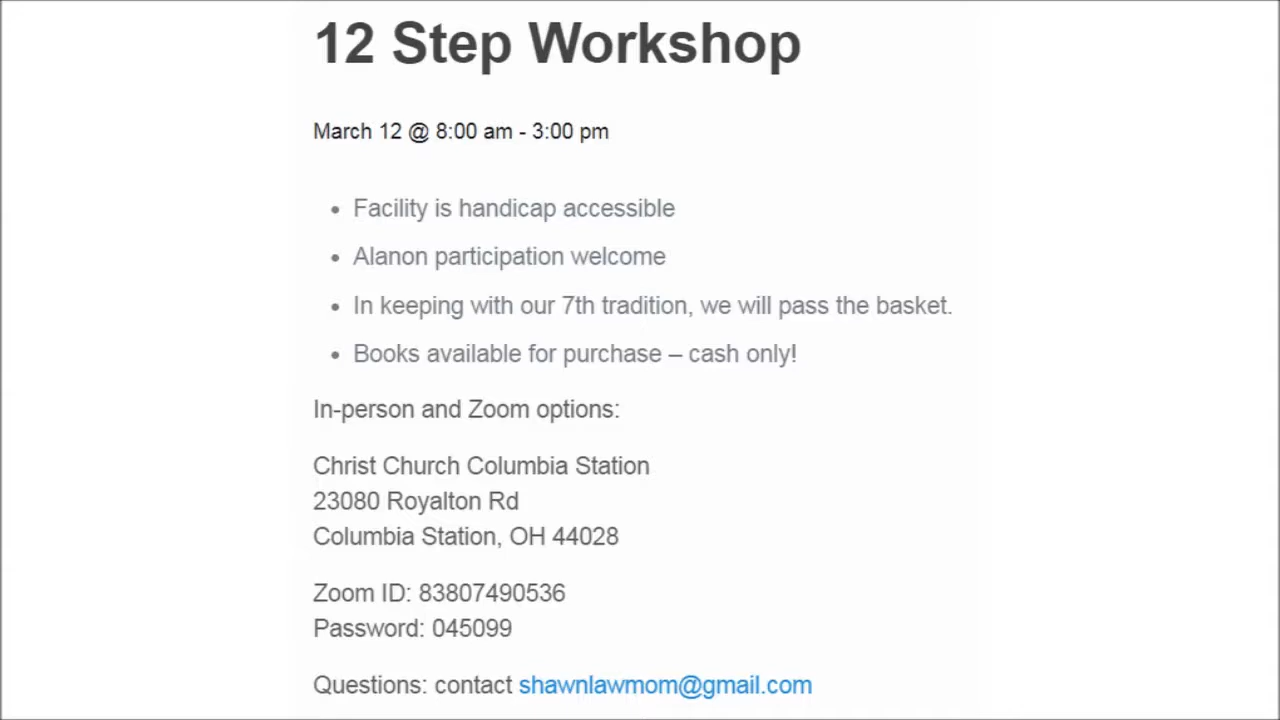 12 Step Workshop
March 12 @ 8:00 am - 3:00 pm
• Facility is handicap accessible
• Alanon participation welcome
• In keeping with our 7th tradition, we will pass the basket.
• Books available for purchase – cash only!
In-person and Zoom options:
Christ Church Columbia Station
23080 Royalton Rd
Columbia Station, OH 44028
Zoom ID: 83807490536
Password: 045099
Questions: contact shawnlawmom@gmail.com